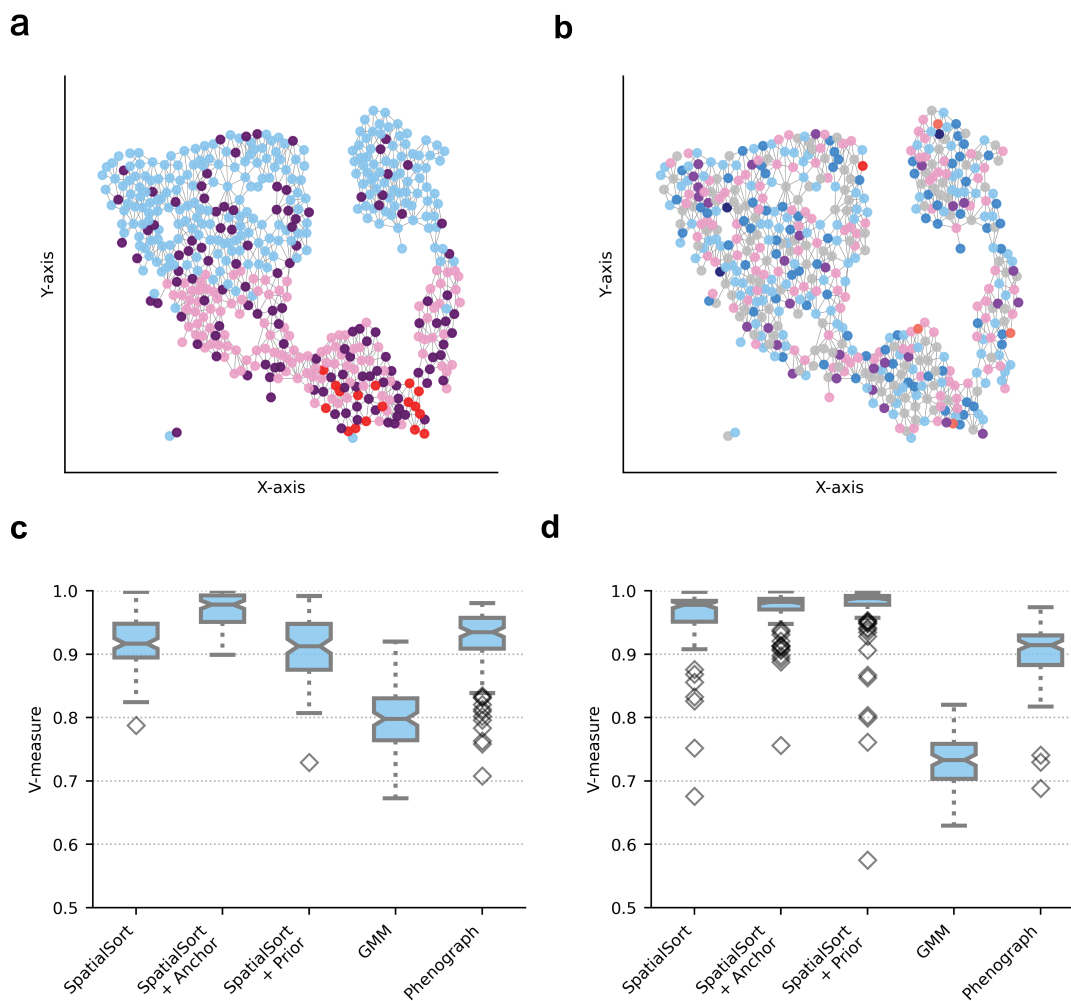 a
b
Y-axis
X-axis
Y-axis
X-axis
c
d
V-measure
1.0
0.9
0.8
0.7
0.6
0.5
SpatialSort
SpatialSort
+ Anchor
SpatialSort
+ Prior
GMM
Phenograph
V-measure
1.0
0.9
0.8
0.7
0.6
0.5
SpatialSort
SpatialSort
+ Anchor
SpatialSort
+ Prior
GMM
Phenograph